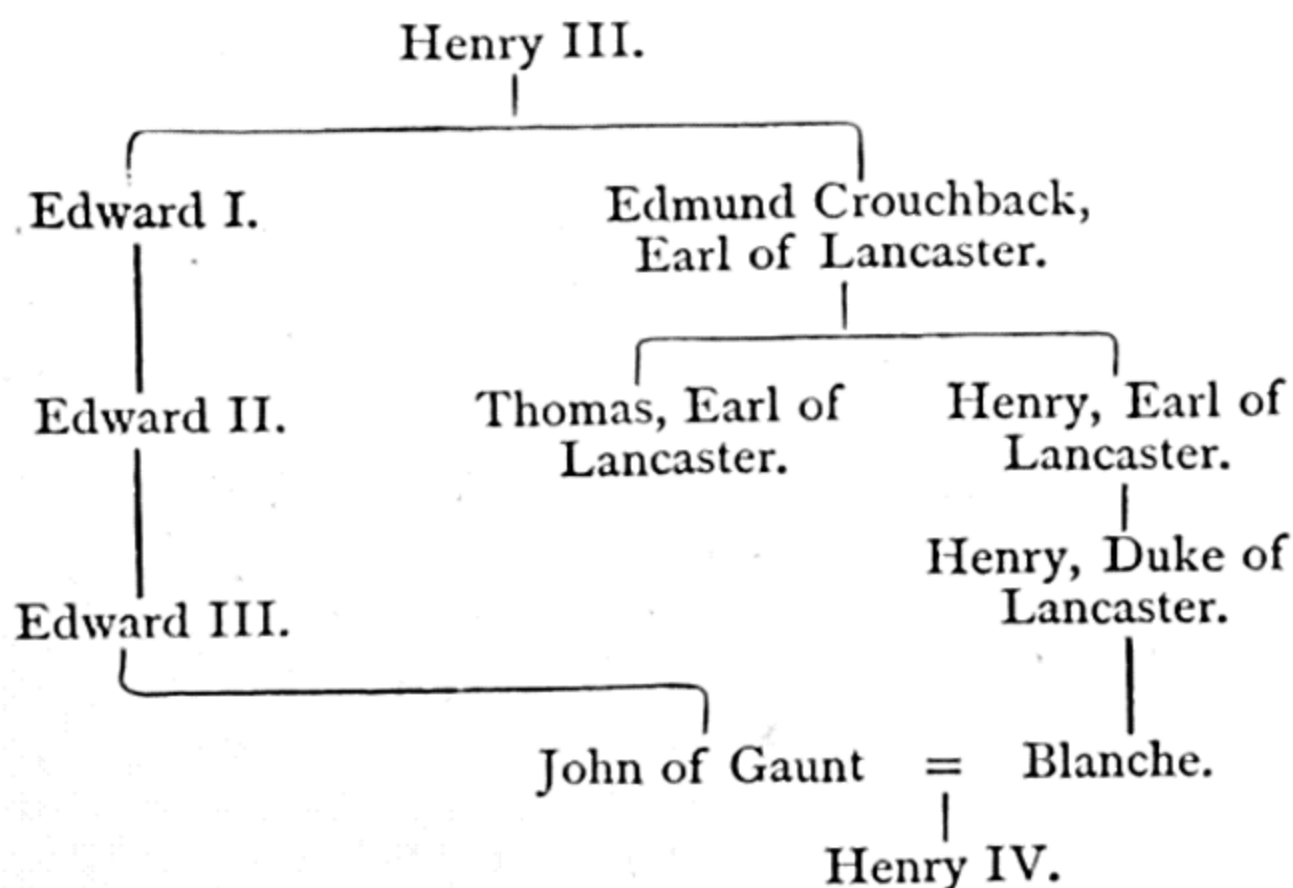 Henry III.
Edward I.
Edmund Crouchback,
Earl of Lancaster.
Edward II.
Thomas, Earl of
Lancaster.
Henry, Earl of
Lancaster.
Henry, Duke of
Lancaster.
Edward III.
John of Gaunt = Blanche.
Henry IV.